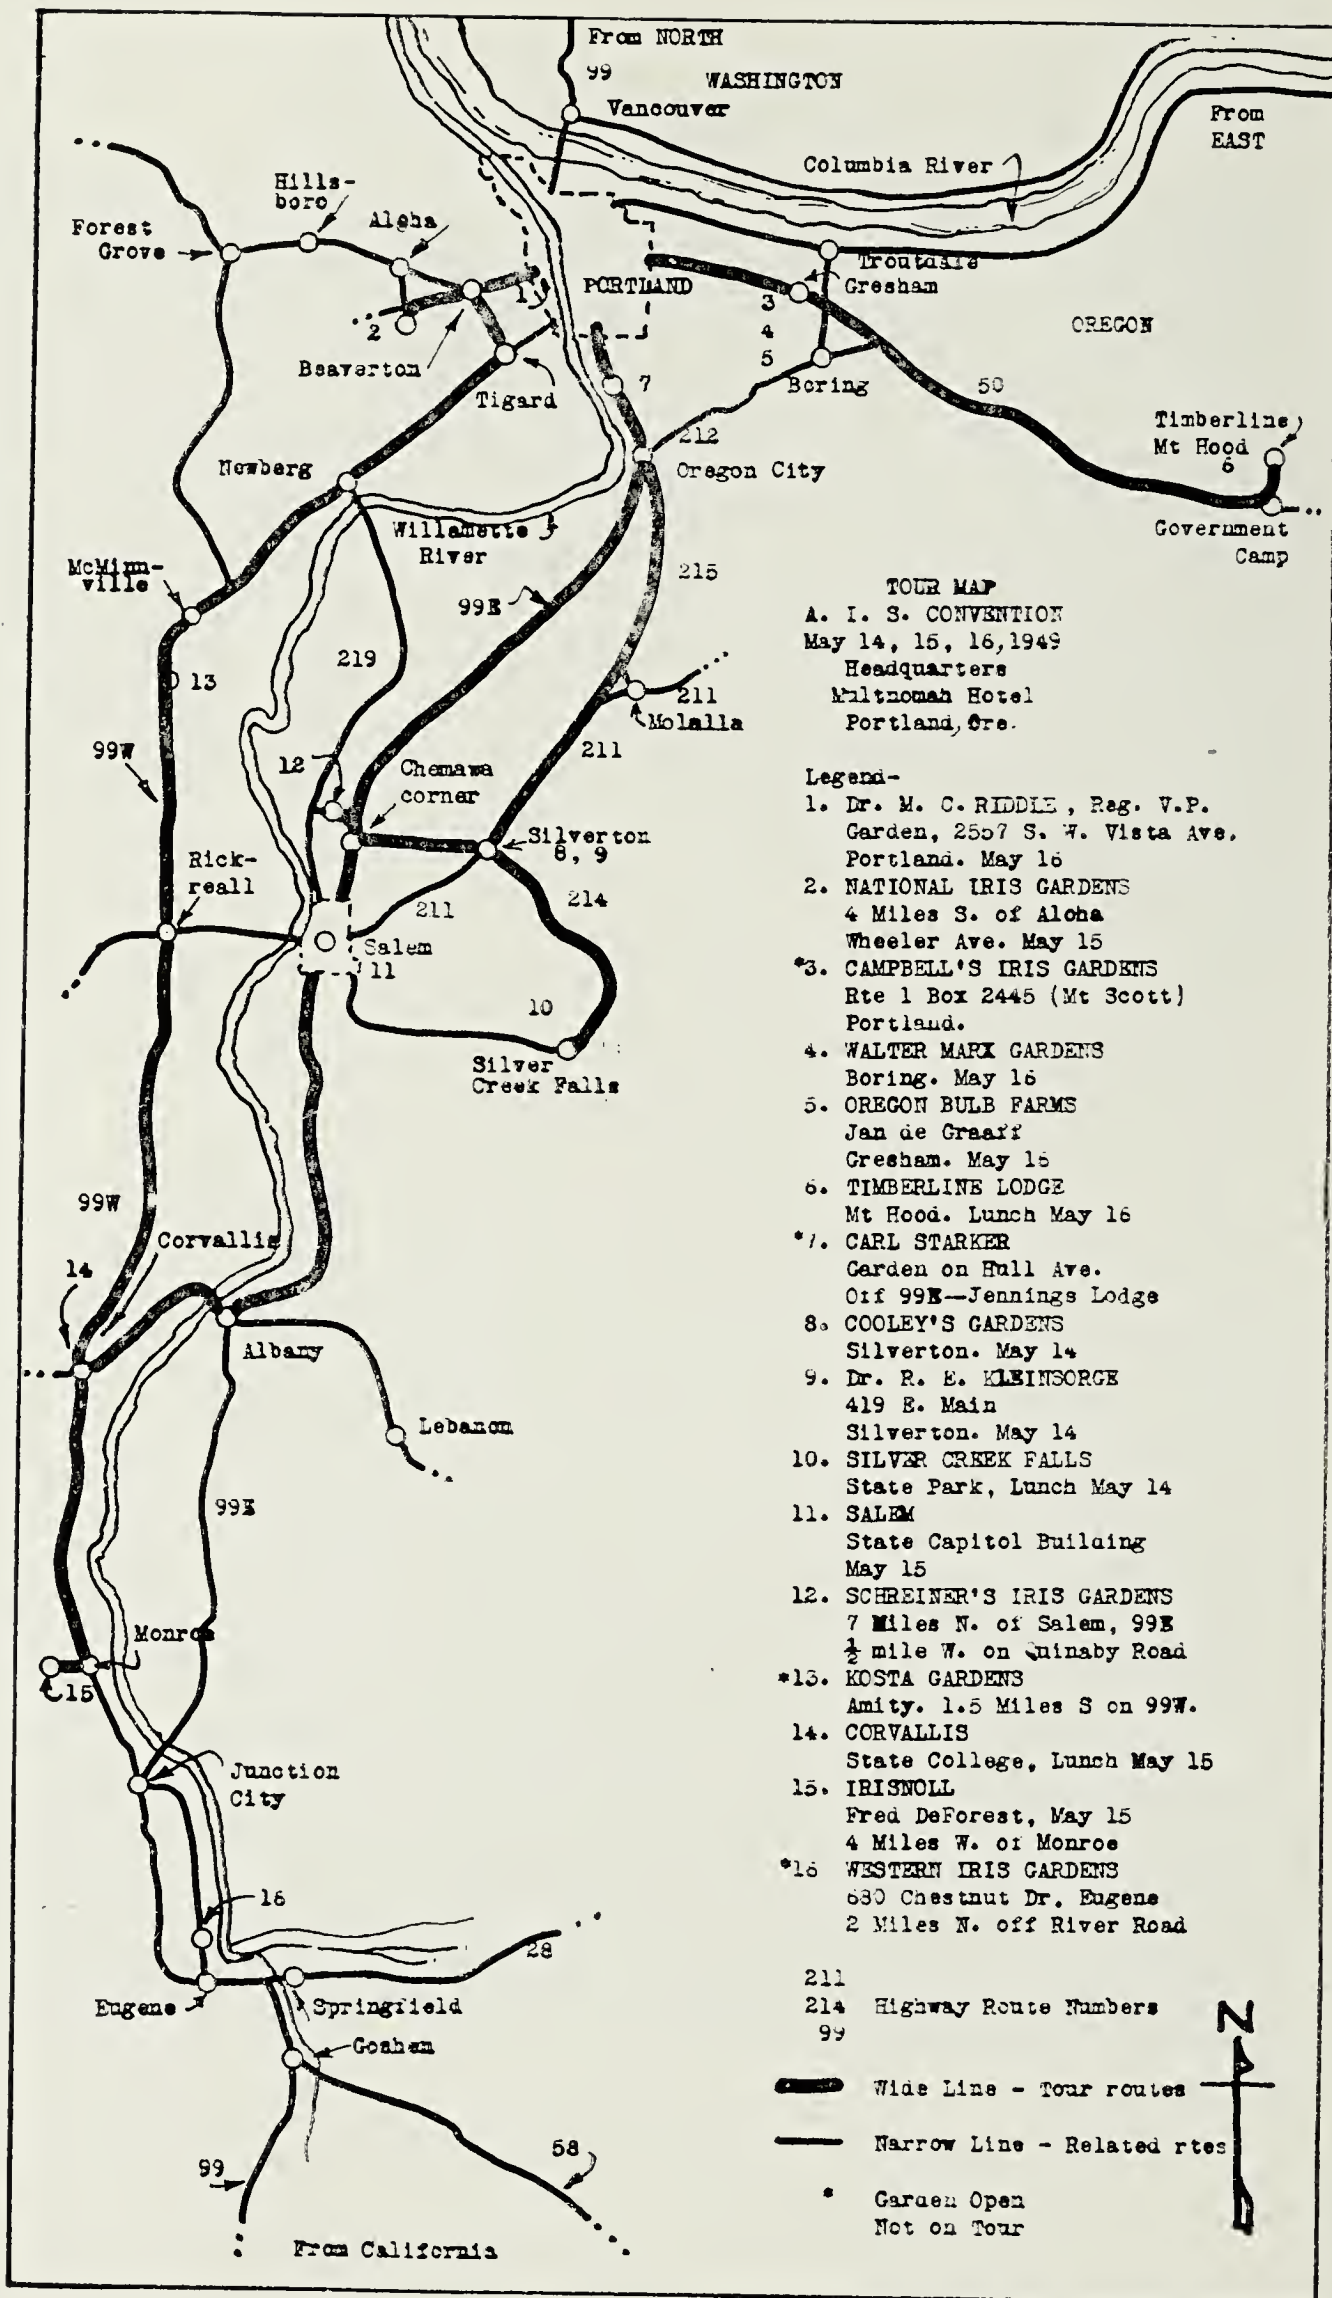 From NORTH
99
WASHINGTON
Vancouver
From
EAST
Columbia River
Hills-
boro
Aloha
Forest
Grove
Troutdale
Gresham
PORTLAND
1
2
3
4
5
OREGON
Beaverton
Tigard
7
Boring
50
Timberline
Mt Hood
6
212
Oregon City
Newberg
Government
Camp
Willamette
River
McMinn-
ville
215
99E
TOUR MAP
A. I. S. CONVENTION
May 14, 15, 16,1949
Headquarters
Multnomah Hotel
Portland, Ore.
219
13
211
Molalla
99W
12
Chemawa
corner
211
Silverton
8, 9
Rick-
reall
214
211
Salem
11
10
Silver
Creek Falls
99W
Corvallis
14
Albany
Lebanon
99E
Monroe
15
Junction
City
16
28
Eugene
Springfield
Goshen
99
58
From California
Legend-
1. Dr. M. C. RIDDLE , Reg. V.P.
Garden, 2557 S. W. Vista Ave.
Portland. May 16
2. NATIONAL IRIS GARDENS
4 Miles S. of Aloha
Wheeler Ave. May 15
*3. CAMPBELL'S IRIS GARDENS
Rte 1 Box 2445 (Mt Scott)
Portland.
4. WALTER MARX GARDENS
Boring. May 16
5. OREGON BULB FARMS
Jan de Graaff
Gresham. May 16
6. TIMBERLINE LODGE
Mt Hood. Lunch May 16
*7. CARL STARKER
Garden on Hull Ave.
Off 99E—Jennings Lodge
8. COOLEY'S GARDENS
Silverton. May 14
9. Dr. R. E. KLEINSORGE
419 E. Main
Silverton. May 14
10. SILVER CREEK FALLS
State Park, Lunch May 14
11. SALEM
State Capitol Building
May 15
12. SCHREINER'S IRIS GARDENS
7 Miles N. of Salem, 99E
½ mile W. on Quinaby Road
*13. KOSTA GARDENS
Amity. 1.5 Miles S on 99W.
14. CORVALLIS
State College, Lunch May 15
15. IRISNOLL
Fred DeForest, May 15
4 Miles W. of Monroe
*16 WESTERN IRIS GARDENS
680 Chestnut Dr. Eugene
2 Miles N. off River Road
211
214 Highway Route Numbers
99
Wide Line - Tour routes
Narrow Line - Related rtes
* Garden Open
Not on Tour
N